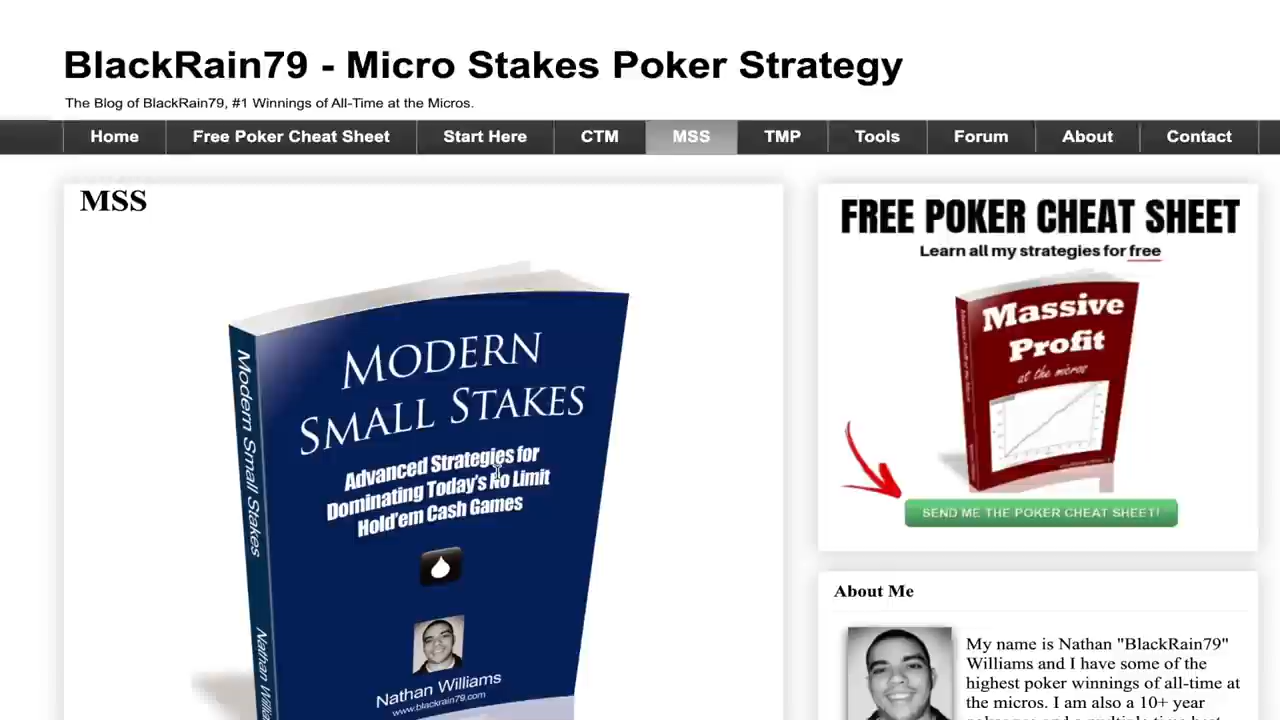 BlackRain79 - Micro Stakes Poker Strategy
The Blog of BlackRain79, #1 Winnings of All-Time at the Micros.
Home Free Poker Cheat Sheet Start Here CTM MSS TMP Tools Forum About Contact
MSS
MODERN
SMALL STAKES
Advanced Strategies for
Dominating Today's No Limit
Hold'em Cash Games
Nathan Williams
www.blackrain79.com
Modern Small Stakes
Nathan
FREE POKER CHEAT SHEET
Learn all my strategies for free
Massive
Profit
at the micros
SEND ME THE POKER CHEAT SHEET!
About Me
My name is Nathan "BlackRain79"
Williams and I have some of the
highest poker winnings of all-time at
the micros. I am also a 10+ year